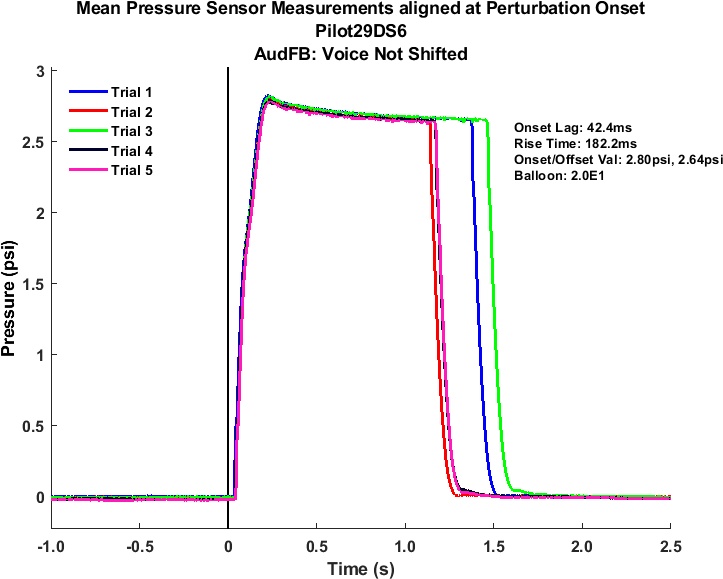 Mean Pressure Sensor Measurements aligned at Perturbation Onset
Pilot29DS6
AudFB: Voice Not Shifted
Trial 1
Trial 2
Trial 3
Trial 4
Trial 5
Onset Lag: 42.4ms
Rise Time: 182.2ms
Onset/Offset Val: 2.80psi, 2.64psi
Balloon: 2.0E1
Pressure (psi)
3
2.5
2
1.5
1
0.5
0
-1.0
-0.5
0
0.5
1.0
1.5
2.0
2.5
Time (s)